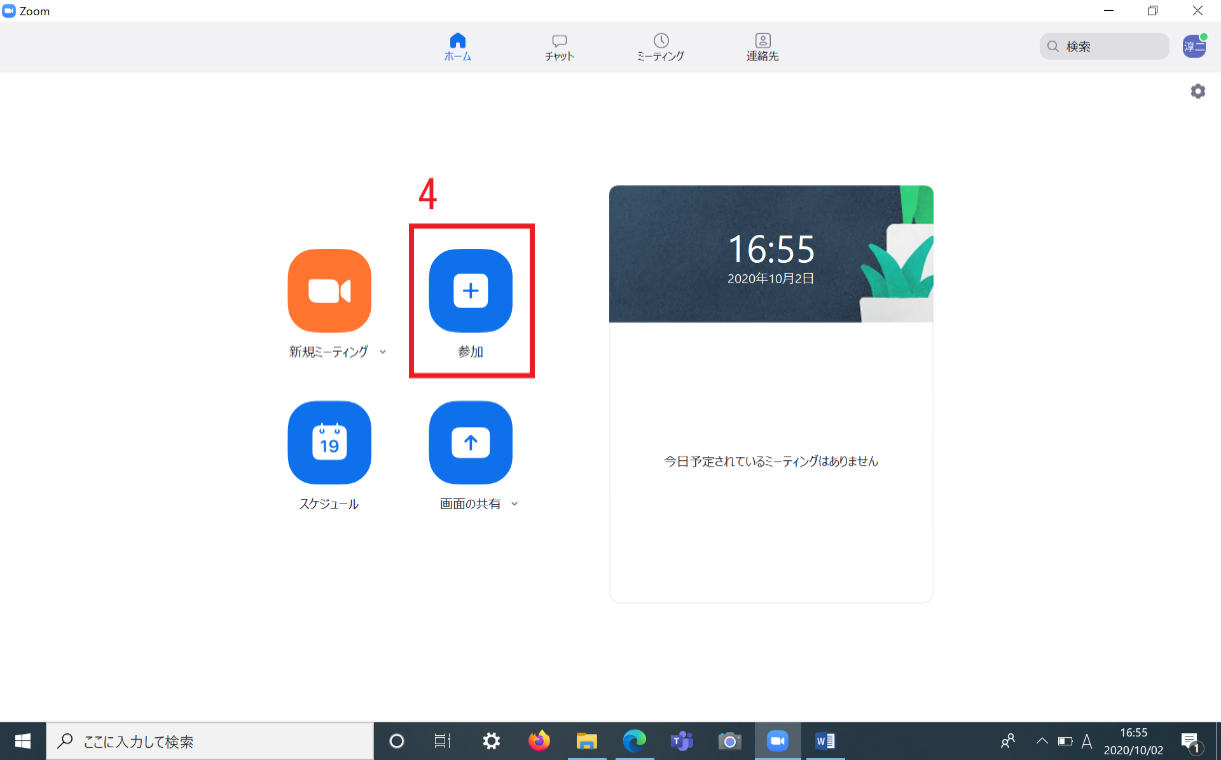 Zoom
ホーム
チャット
ミーティング
連絡先
検索
淳二
4
新規ミーティング
参加
19
スケジュール
画面の共有
16:55
2020年10月2日
今日予定されているミーティングはありません
ここに入力して検索
A
16:55
2020/10/02
1